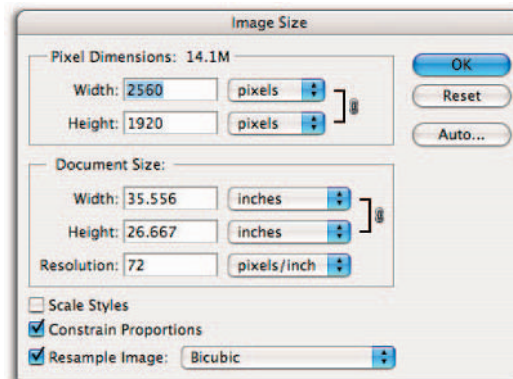 Image Size
Pixel Dimensions: 14.1M
Width: 2560 pixels
Height: 1920 pixels
Document Size:
Width: 35.556 inches
Height: 26.667 inches
Resolution: 72 pixels/inch
Scale Styles
Constrain Proportions
Resample Image: Bicubic
OK
Reset
Auto...